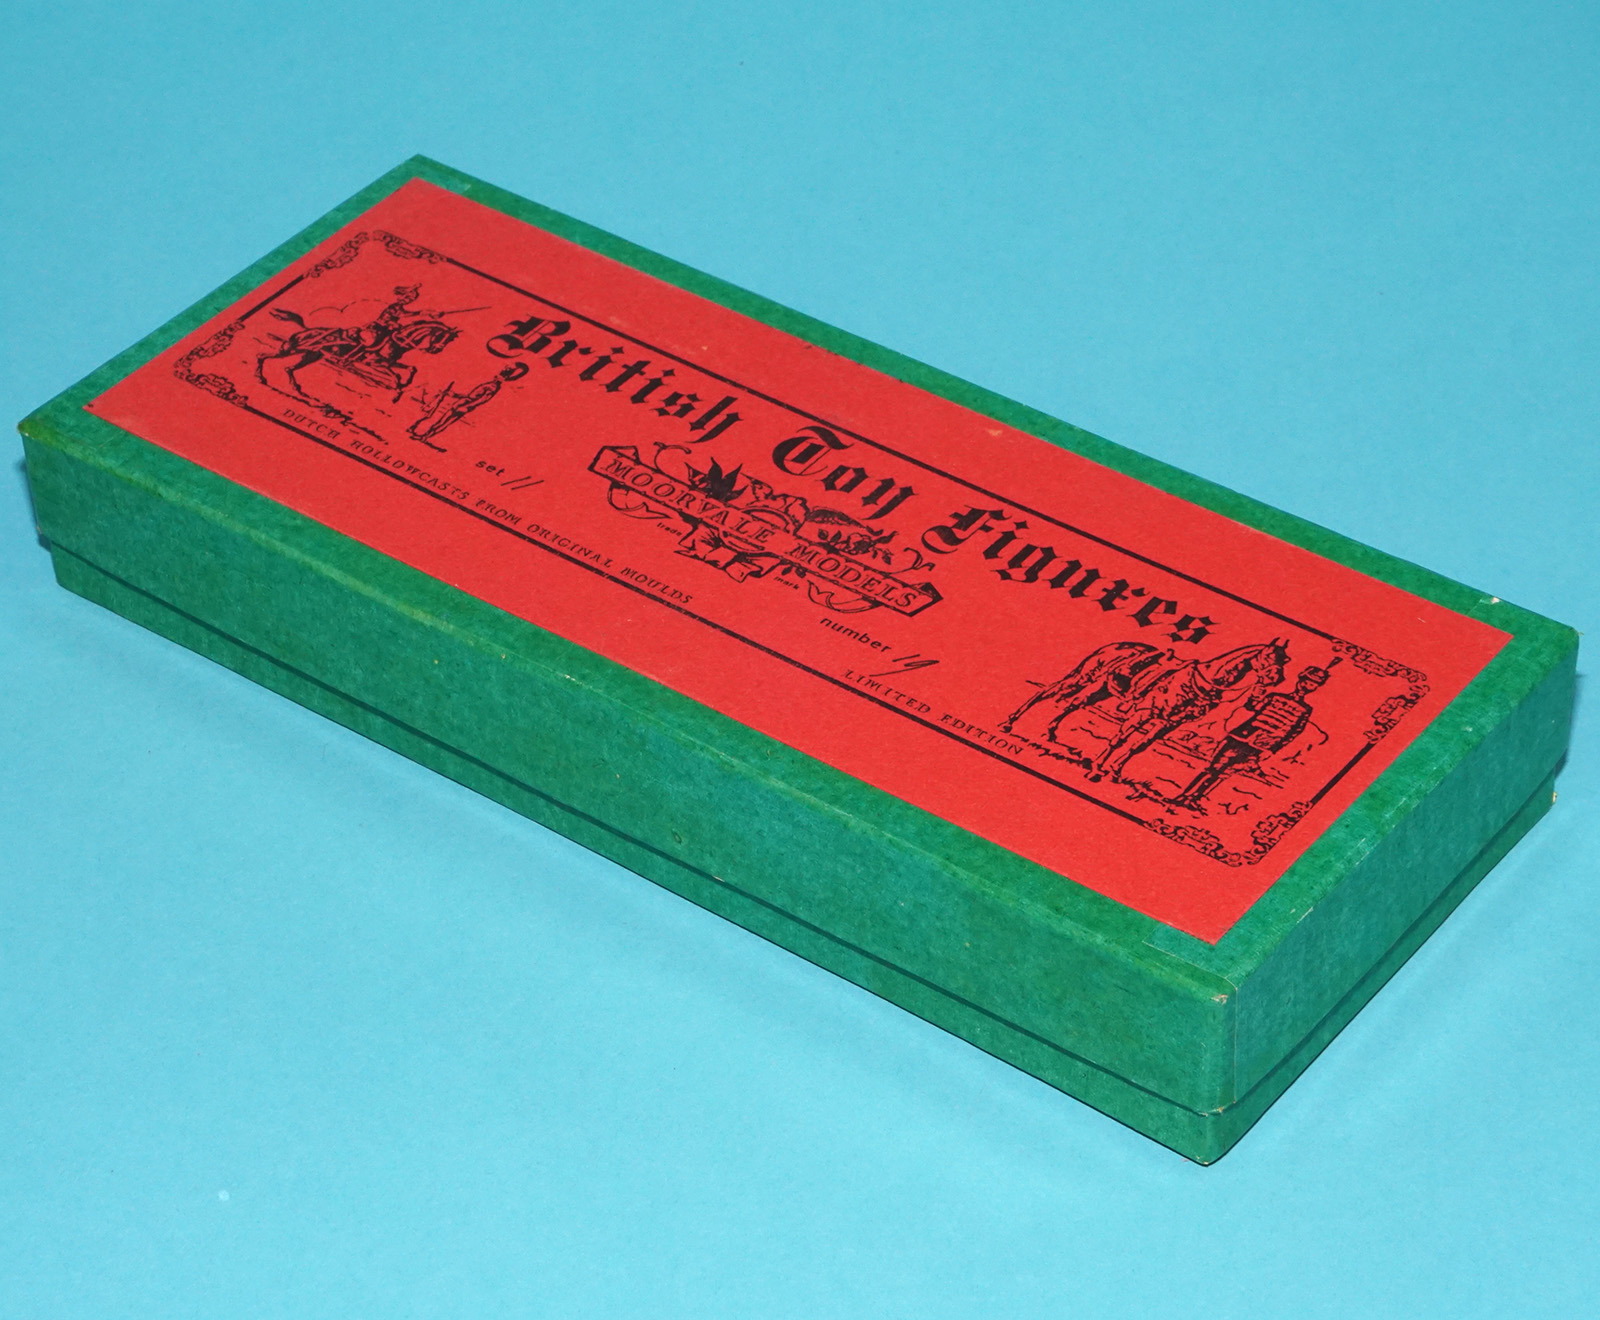 British Toy Figures
set 11
MOORVALE MODELS
trade mark
number 19
DUTCH HOLLOWCASTS FROM ORIGINAL MOULDS
LIMITED EDITION